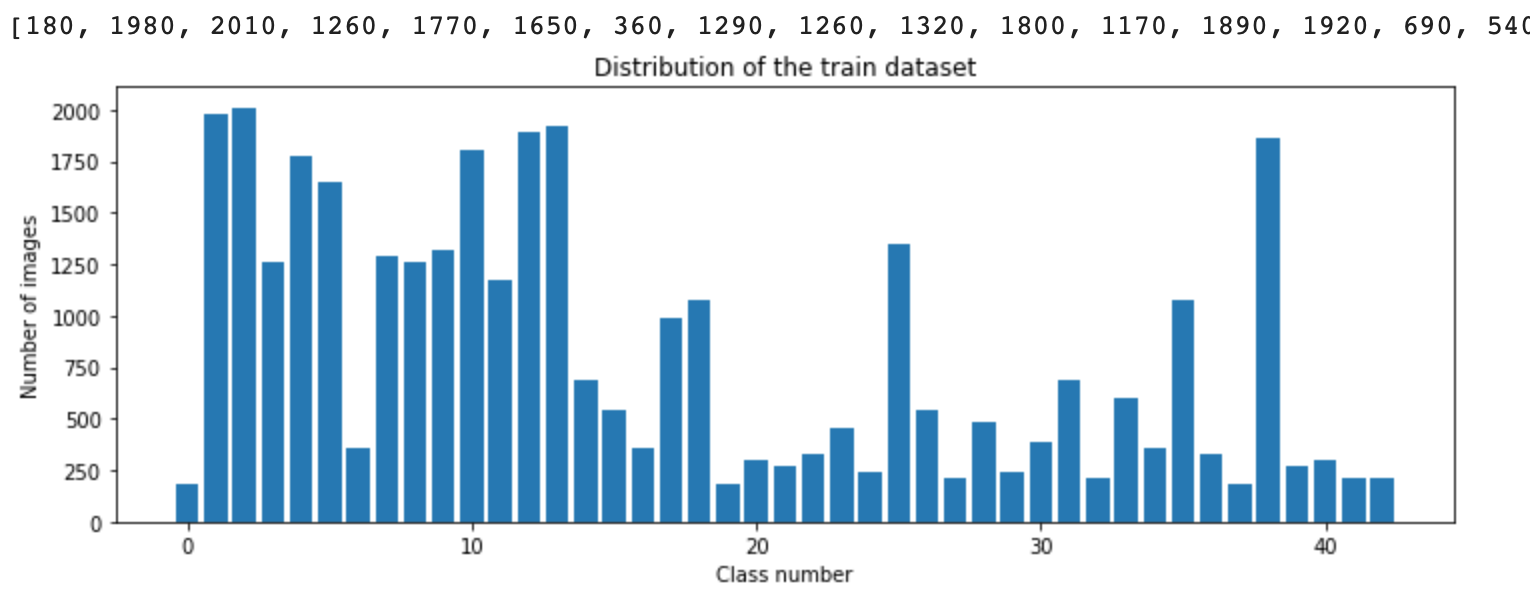 [180, 1980, 2010, 1260, 1770, 1650, 360, 1290, 1260, 1320, 1800, 1170, 1890, 1920, 690, 540
Distribution of the train dataset
Number of images
2000
1750
1500
1250
1000
750
500
250
0
0 10 20 30 40
Class number